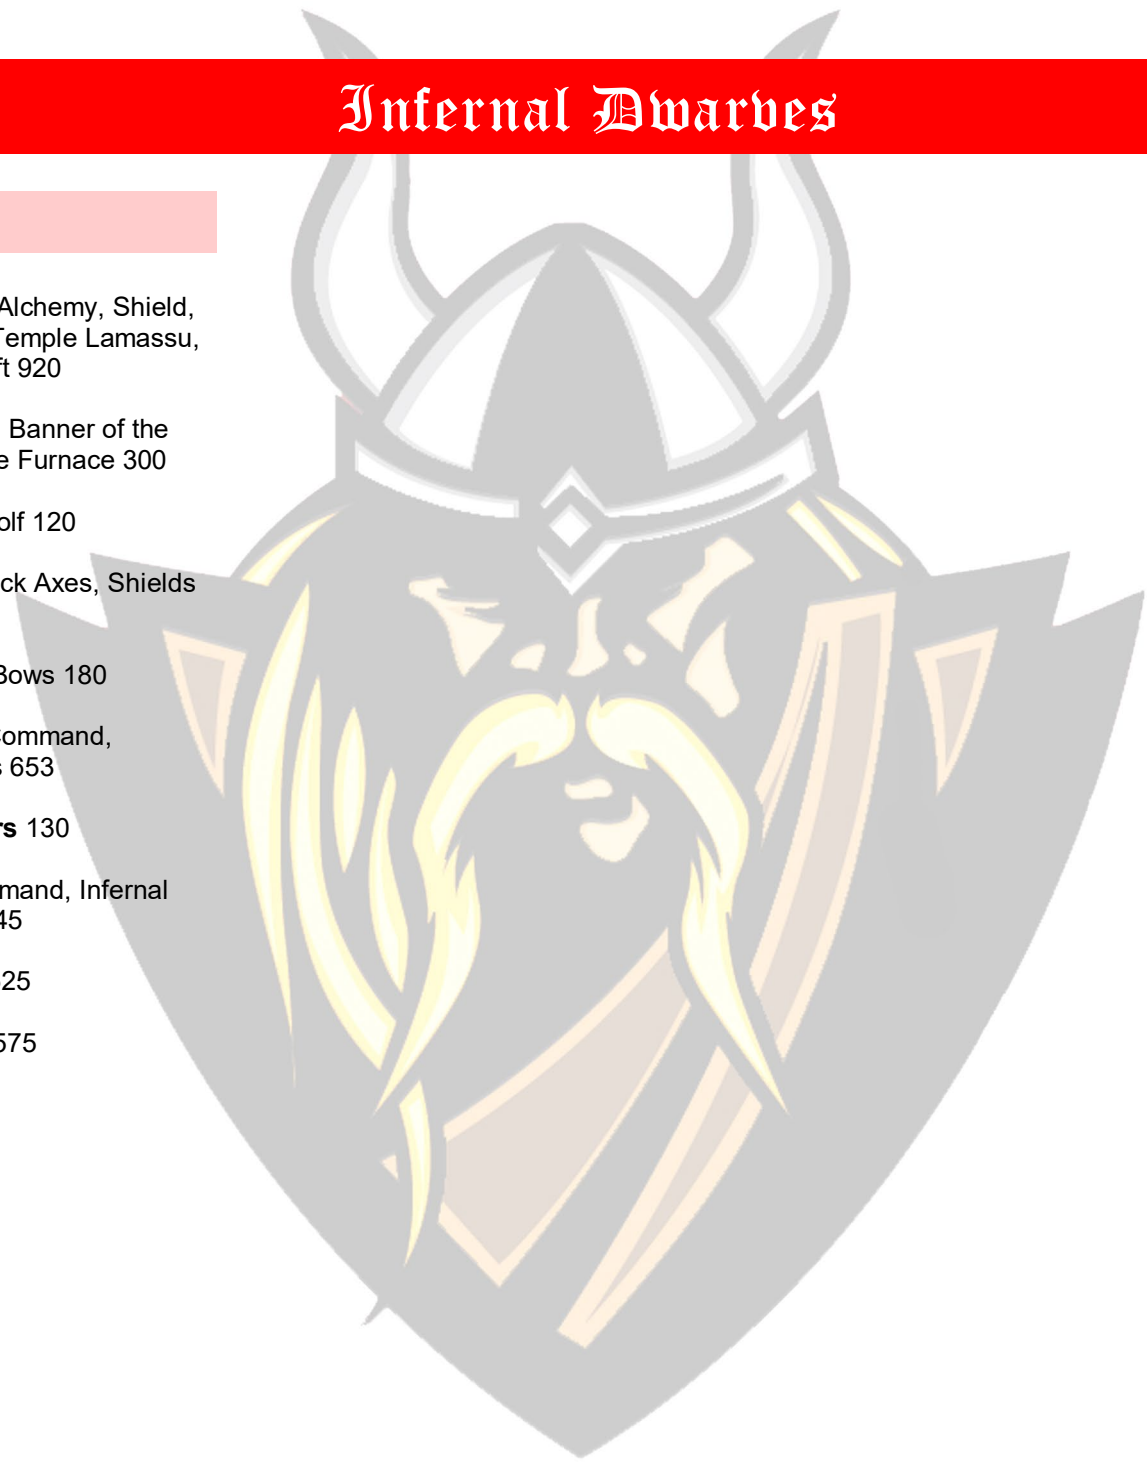 Infernal Dwarves
Alchemy, Shield,
Temple Lamassu,
ft 920
Banner of the
e Furnace 300
olf 120
ck Axes, Shields
Bows 180
Command,
s 653
rs 130
mand, Infernal
45
25
575